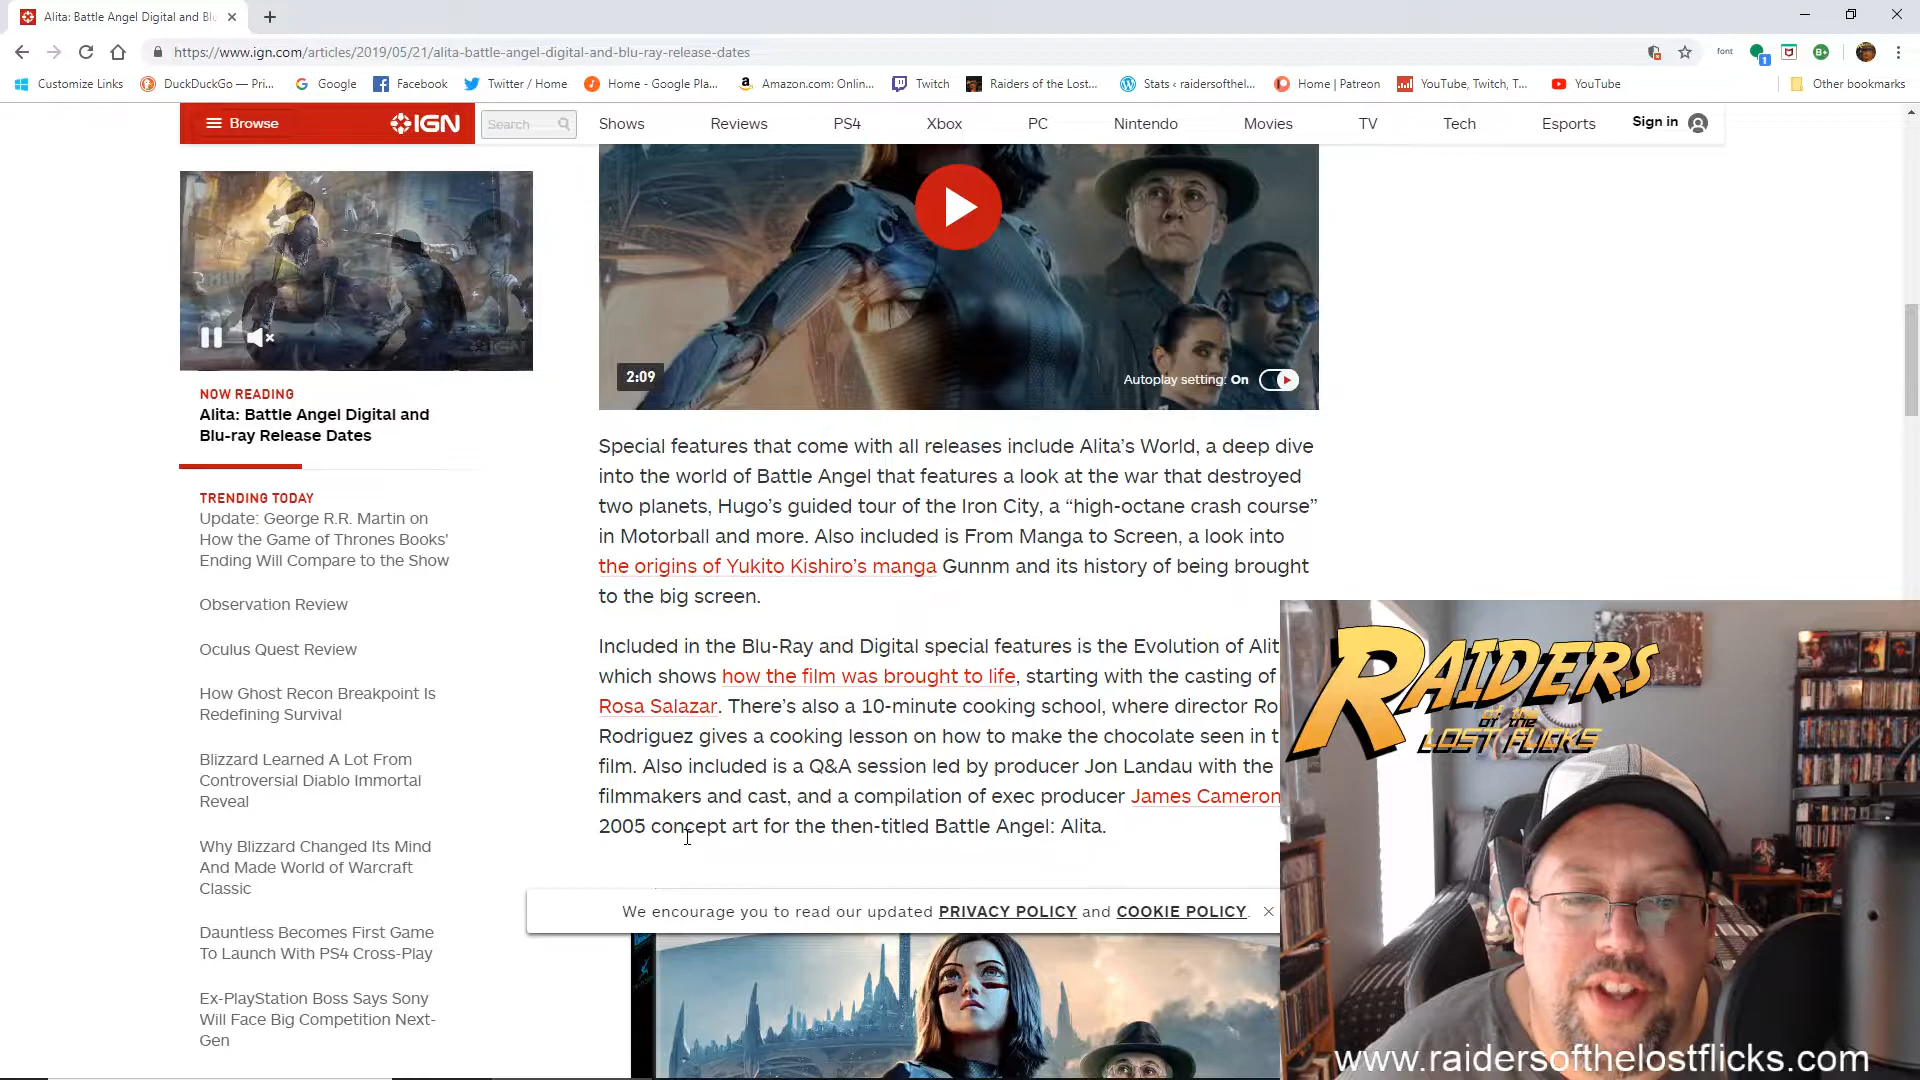 Alita: Battle Angel Digital and Bl
https://www.ign.com/articles/2019/05/21/alita-battle-angel-digital-and-blu-ray-release-dates
font
1
Customize Links
DuckDuckGo — Pri...
Google
Facebook
Twitter / Home
Home - Google Pla...
Amazon.com: Onlin...
Twitch
Raiders of the Lost...
Stats ‹ raidersofthel...
Home | Patreon
YouTube, Twitch, T...
YouTube
Other bookmarks
Browse
IGN
Search
Shows
Reviews
PS4
Xbox
PC
Nintendo
Movies
TV
Tech
Esports
Sign in
IGN
NOW READING
Alita: Battle Angel Digital and
Blu-ray Release Dates
TRENDING TODAY
Update: George R.R. Martin on
How the Game of Thrones Books'
Ending Will Compare to the Show
Observation Review
Oculus Quest Review
How Ghost Recon Breakpoint Is
Redefining Survival
Blizzard Learned A Lot From
Controversial Diablo Immortal
Reveal
Why Blizzard Changed Its Mind
And Made World of Warcraft
Classic
Dauntless Becomes First Game
To Launch With PS4 Cross-Play
Ex-PlayStation Boss Says Sony
Will Face Big Competition Next-
Gen
2:09
Autoplay setting: On
Special features that come with all releases include Alita’s World, a deep dive
into the world of Battle Angel that features a look at the war that destroyed
two planets, Hugo’s guided tour of the Iron City, a “high-octane crash course”
in Motorball and more. Also included is From Manga to Screen, a look into
the origins of Yukito Kishiro’s manga Gunnm and its history of being brought
to the big screen.
Included in the Blu-Ray and Digital special features is the Evolution of Alit
which shows how the film was brought to life, starting with the casting of
Rosa Salazar. There’s also a 10-minute cooking school, where director Ro
Rodriguez gives a cooking lesson on how to make the chocolate seen in t
film. Also included is a Q&A session led by producer Jon Landau with the
filmmakers and cast, and a compilation of exec producer James Cameron
2005 concept art for the then-titled Battle Angel: Alita.
We encourage you to read our updated PRIVACY POLICY and COOKIE POLICY.
RAIDERS
of the
LOST FLICKS
www.raidersofthelostflicks.com